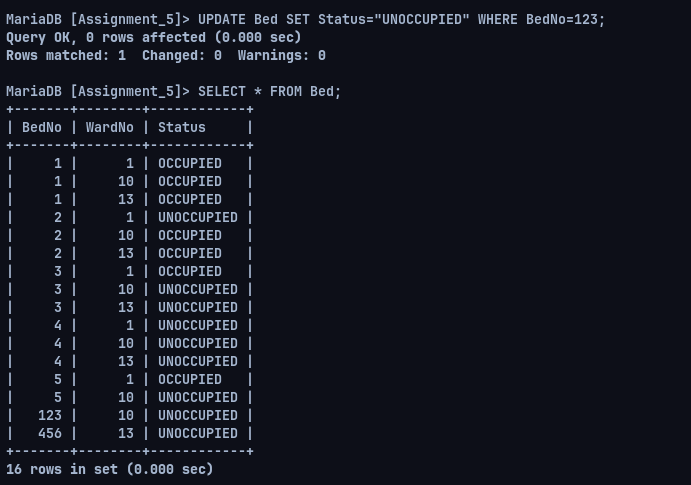 MariaDB [Assignment_5]> UPDATE Bed SET Status="UNOCCUPIED" WHERE BedNo=123;
Query OK, 0 rows affected (0.000 sec)
Rows matched: 1  Changed: 0  Warnings: 0

MariaDB [Assignment_5]> SELECT * FROM Bed;
+-------+--------+------------+
| BedNo | WardNo | Status     |
+-------+--------+------------+
|     1 |      1 | OCCUPIED   |
|     1 |     10 | OCCUPIED   |
|     1 |     13 | OCCUPIED   |
|     2 |      1 | UNOCCUPIED |
|     2 |     10 | OCCUPIED   |
|     2 |     13 | OCCUPIED   |
|     3 |      1 | OCCUPIED   |
|     3 |     10 | UNOCCUPIED |
|     3 |     13 | UNOCCUPIED |
|     4 |      1 | UNOCCUPIED |
|     4 |     10 | UNOCCUPIED |
|     4 |     13 | UNOCCUPIED |
|     5 |      1 | OCCUPIED   |
|     5 |     10 | UNOCCUPIED |
|   123 |     10 | UNOCCUPIED |
|   456 |     13 | UNOCCUPIED |
+-------+--------+------------+
16 rows in set (0.000 sec)